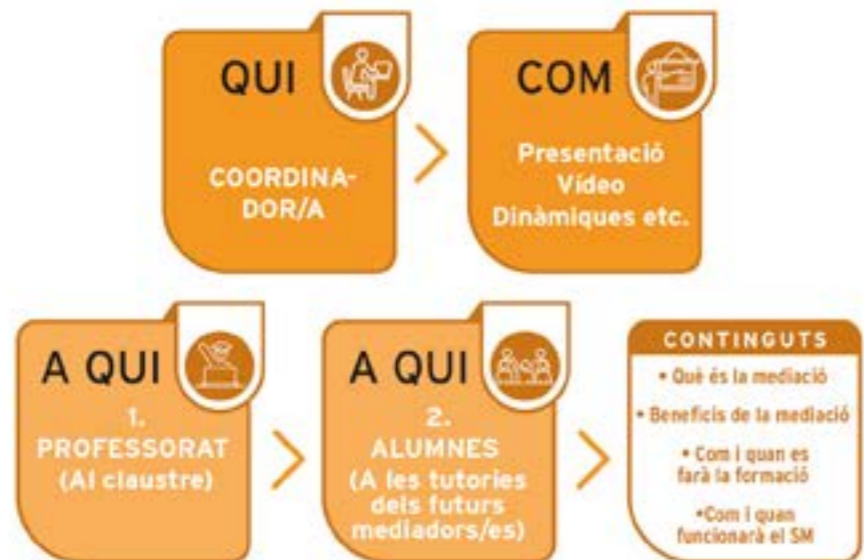 QUI
COORDINA-
DOR/A
COM
Presentació
Vídeo
Dinàmiques etc.
A QUI
1.
PROFESSORAT
(Al claustre)
A QUI
2.
ALUMNES
(A les tutories
dels futurs
mediadors/es)
CONTINGUTS
• Què és la mediació
• Beneficis de la mediació
• Com i quan es
farà la formació
•Com i quan
funcionarà el SM